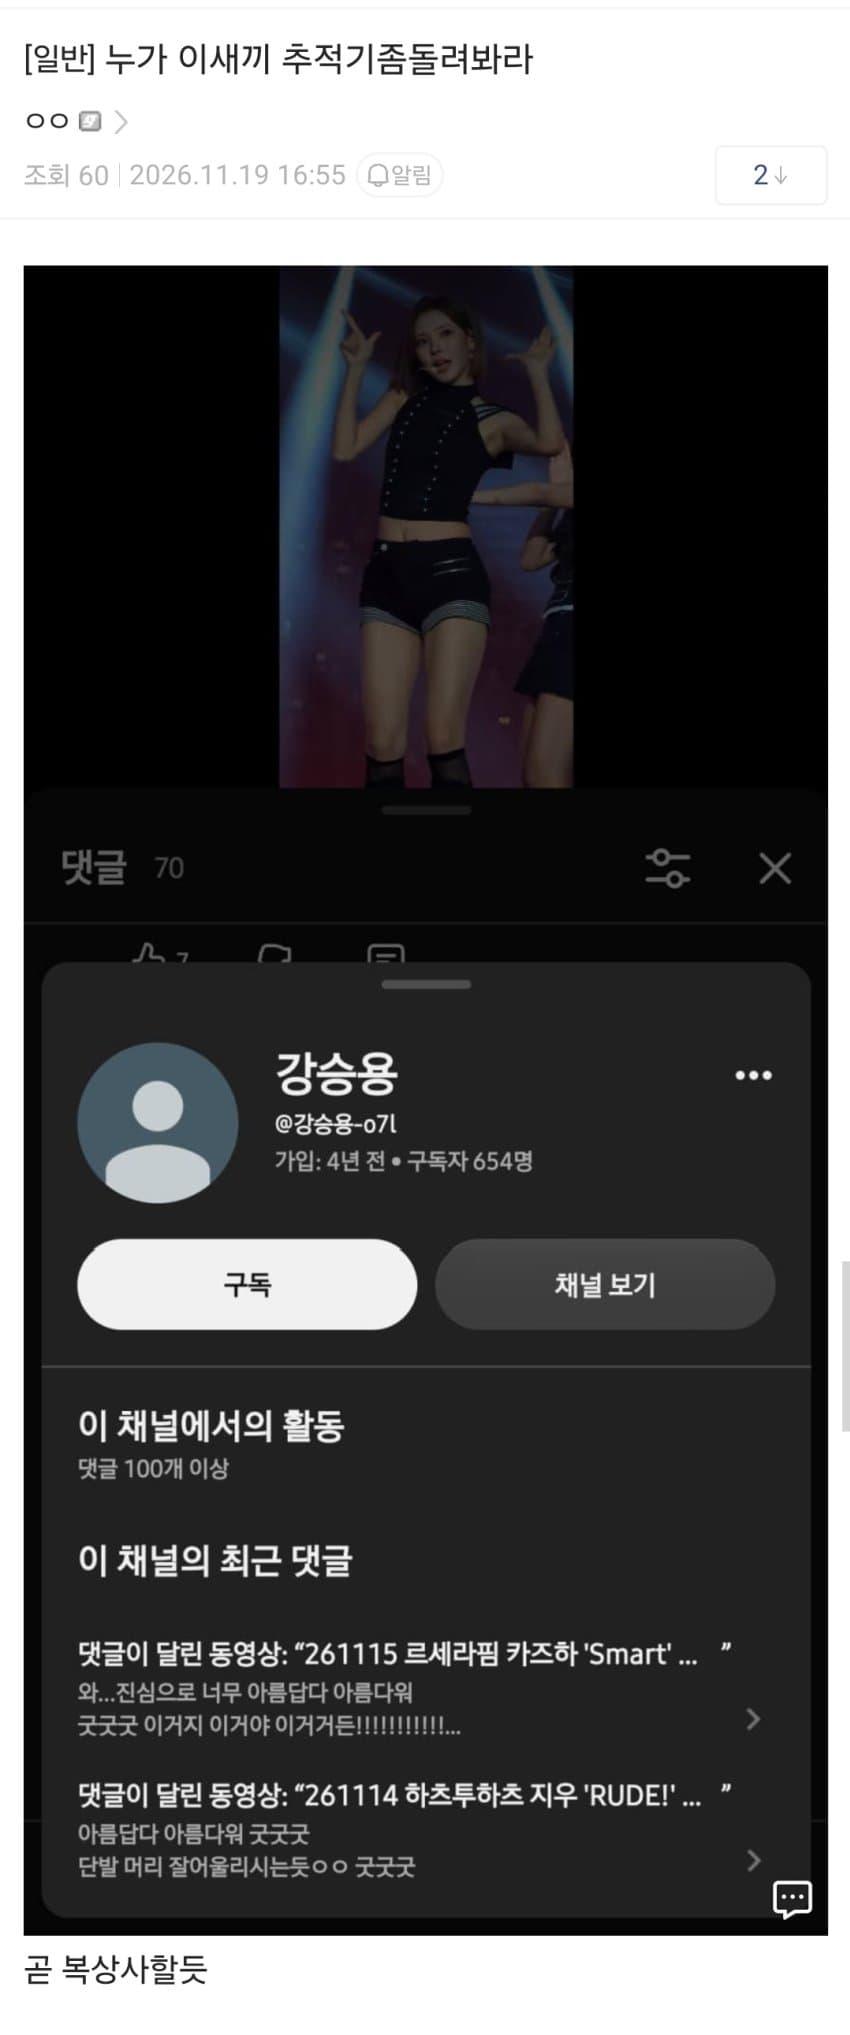 [일반] 누가 이새끼 추적기좀돌려봐라
ㅇㅇ
조회 60 | 2026.11.19 16:55 알림
2↓
댓글 70
7
강승용
@강승용-o7l
가입: 4년 전 • 구독자 654명
구독
채널 보기
이 채널에서의 활동
댓글 100개 이상
이 채널의 최근 댓글
댓글이 달린 동영상: “261115 르세라핌 카즈하 'Smart' ... ”
와...진심으로 너무 아름답다 아름다워
굿굿굿 이거지 이거야 이거거든!!!!!!!!!!!...
댓글이 달린 동영상: “261114 하츠투하츠 지우 'RUDE!' ... ”
아름답다 아름다워 굿굿굿
단발 머리 잘어울리시는듯ㅇㅇ 굿굿굿
곧 복상사할듯